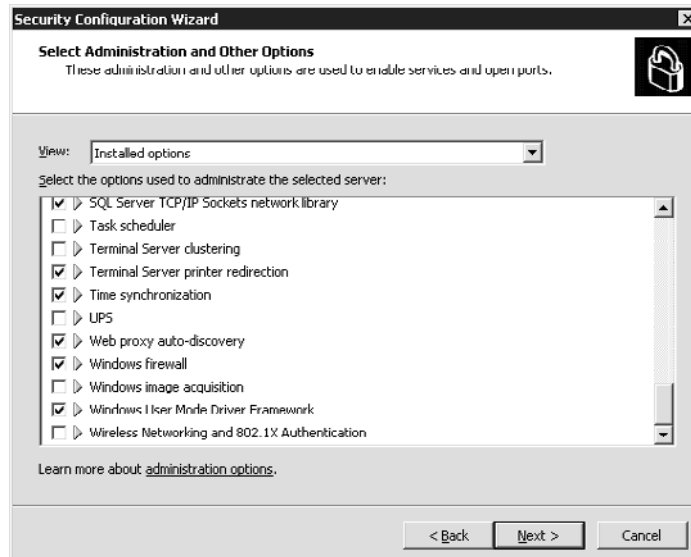 Security Configuration Wizard
Select Administration and Other Options
These administration and other options are used to enable services and open ports.
View: Installed options
Select the options used to administrate the selected server:
SQL Server TCP/IP Sockets network library
Task scheduler
Terminal Server clustering
Terminal Server printer redirection
Time synchronization
UPS
Web proxy auto-discovery
Windows firewall
Windows image acquisition
Windows User Mode Driver Framework
Wireless Networking and 802.1X Authentication
Learn more about administration options.
< Back Next > Cancel